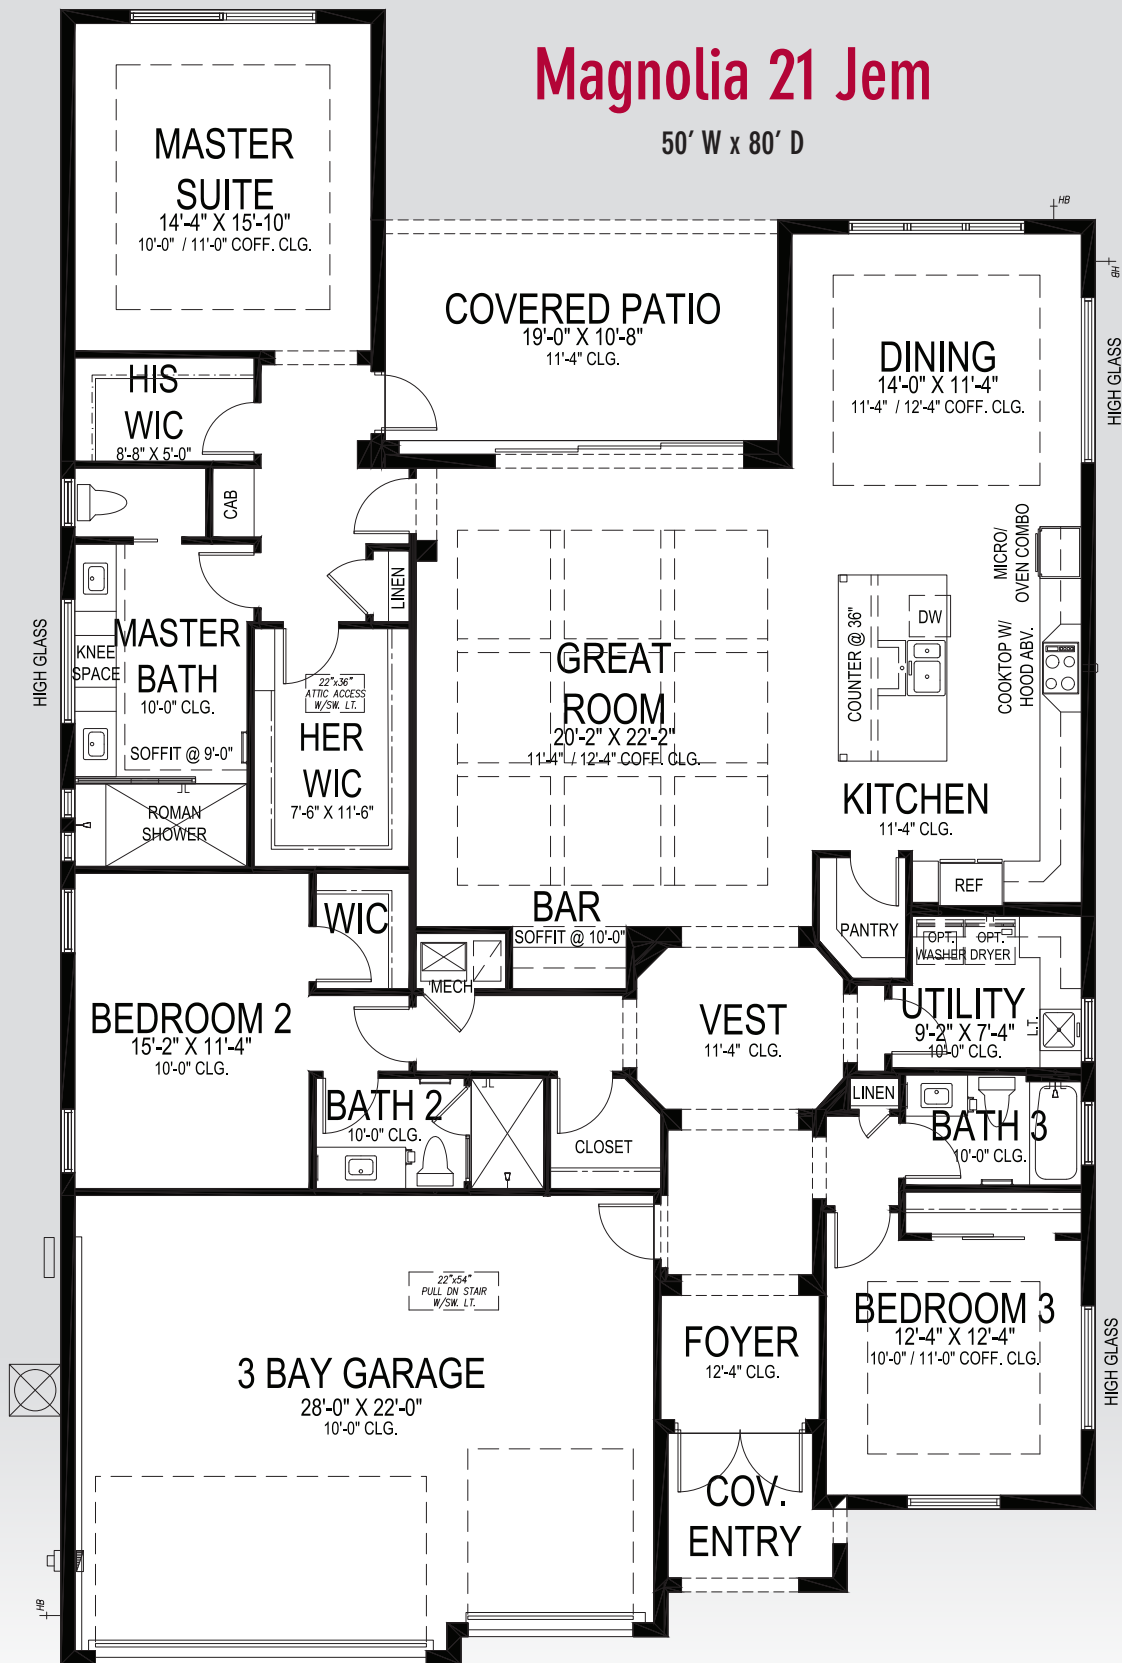 Magnolia 21 Jem
50' W x 80' D
MASTER
SUITE
14'-4" X 15'-10"
10'-0" / 11'-0" COFF. CLG.
HB
HB
COVERED PATIO
19'-0" X 10'-8"
11'-4" CLG.
DINING
14'-0" X 11'-4"
11'-4" / 12'-4" COFF. CLG.
HIGH GLASS
HIS
WIC
8'-8" X 5'-0"
CAB
LINEN
MICRO/
OVEN COMBO
HIGH GLASS
KNEE
SPACE
MASTER
BATH
10'-0" CLG.
SOFFIT @ 9'-0"
22"x36"
ATTIC ACCESS
W/SW. LT.
HER
WIC
7'-6" X 11'-6"
GREAT
ROOM
20'-2" X 22'-2"
11'-4" / 12'-4" COFF. CLG.
COUNTER @ 36"
DW
COOKTOP W/
HOOD ABV.
KITCHEN
11'-4" CLG.
ROMAN
SHOWER
REF
WIC
BAR
SOFFIT @ 10'-0"
PANTRY
OPT.
WASHER
OPT.
DRYER
MECH
BEDROOM 2
15'-2" X 11'-4"
10'-0" CLG.
VEST
11'-4" CLG.
UTILITY
9'-2" X 7'-4"
10'-0" CLG.
L.T.
LINEN
BATH 2
10'-0" CLG.
CLOSET
BATH 3
10'-0" CLG.
22"x54"
PULL DN STAIR
W/SW. LT.
BEDROOM 3
12'-4" X 12'-4"
10'-0" / 11'-0" COFF. CLG.
HIGH GLASS
FOYER
12'-4" CLG.
3 BAY GARAGE
28'-0" X 22'-0"
10'-0" CLG.
COV.
ENTRY
HB